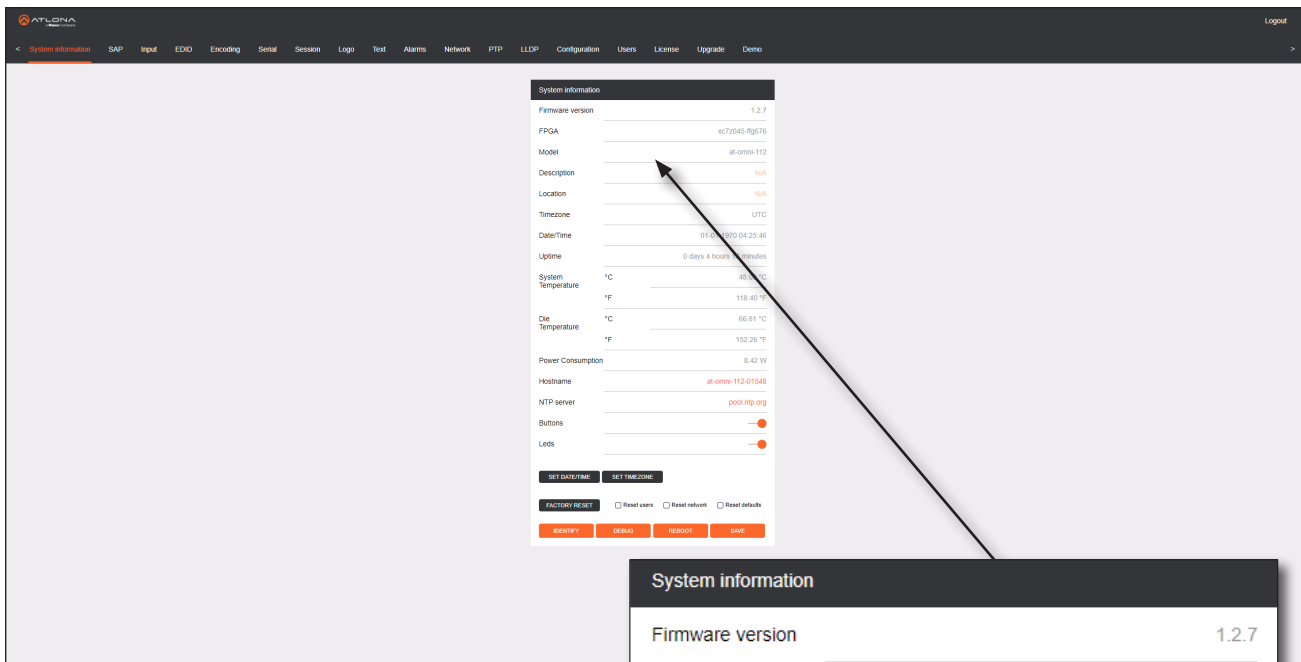 ATLONA
Logout
< System information SAP Input EDID Encoding Serial Session Logo Text Alarms Network PTP LLDP Configuration Users License Upgrade Demo >
System information
Firmware version 1.2.7
FPGA xc7z045-ffg676
Model at-omni-112
Description N/A
Location N/A
Timezone UTC
Date/Time 1970 04:25:46
Uptime 0 days 4 hours minutes
System Temperature °C °C
°F 118.40 °F
Die Temperature °C 66.81 °C
°F 152.26 °F
Power Consumption 8.42 W
Hostname at-omni-112-01548
NTP server pool.ntp.org
Buttons
Leds
SET DATE/TIME SET TIMEZONE
FACTORY RESET Reset users Reset network Reset defaults
IDENTIFY DEBUG REBOOT SAVE
System information
Firmware version 1.2.7